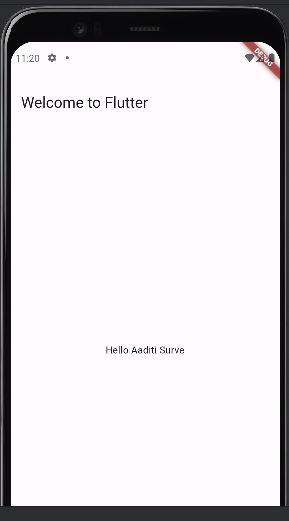 11:20
DEBUG
Welcome to Flutter
Hello Aaditi Surve